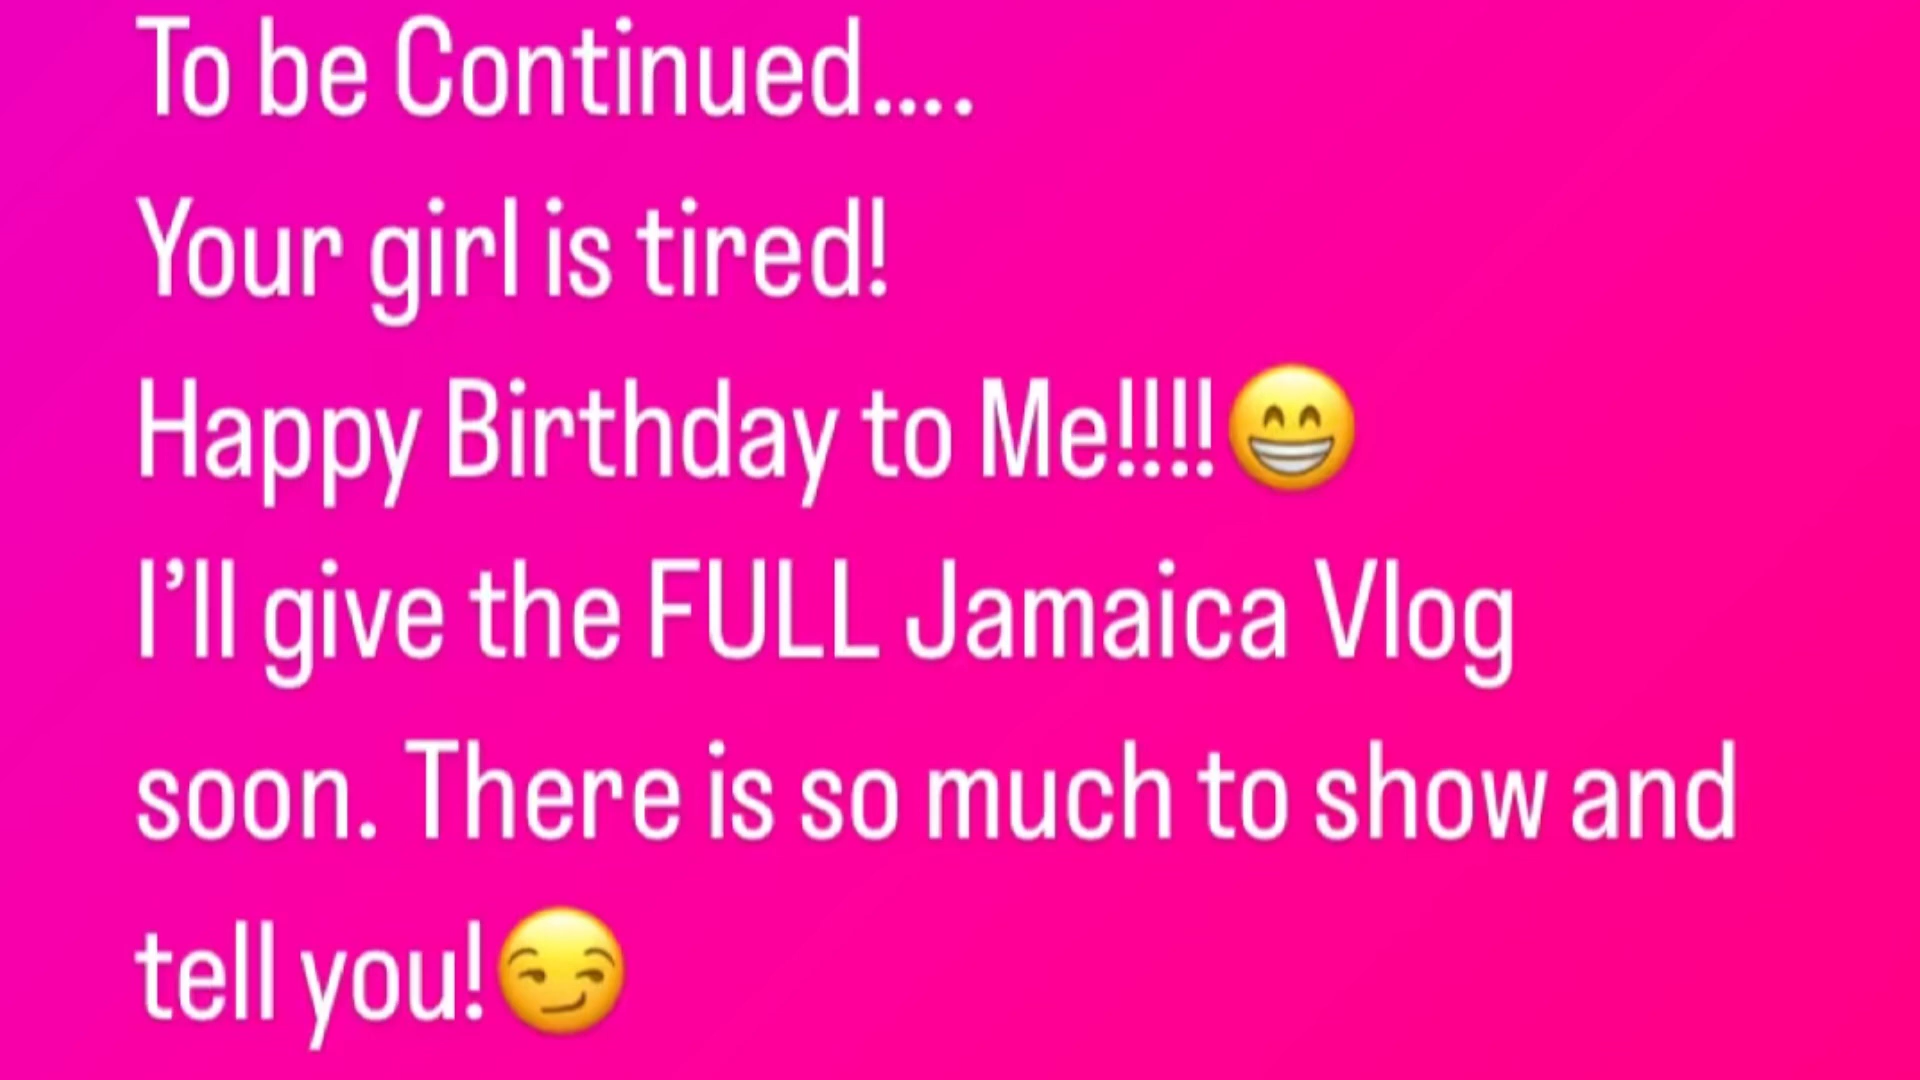 To be Continued....
Your girl is tired!
Happy Birthday to Me!!!!😁
I’ll give the FULL Jamaica Vlog
soon. There is so much to show and
tell you!😏